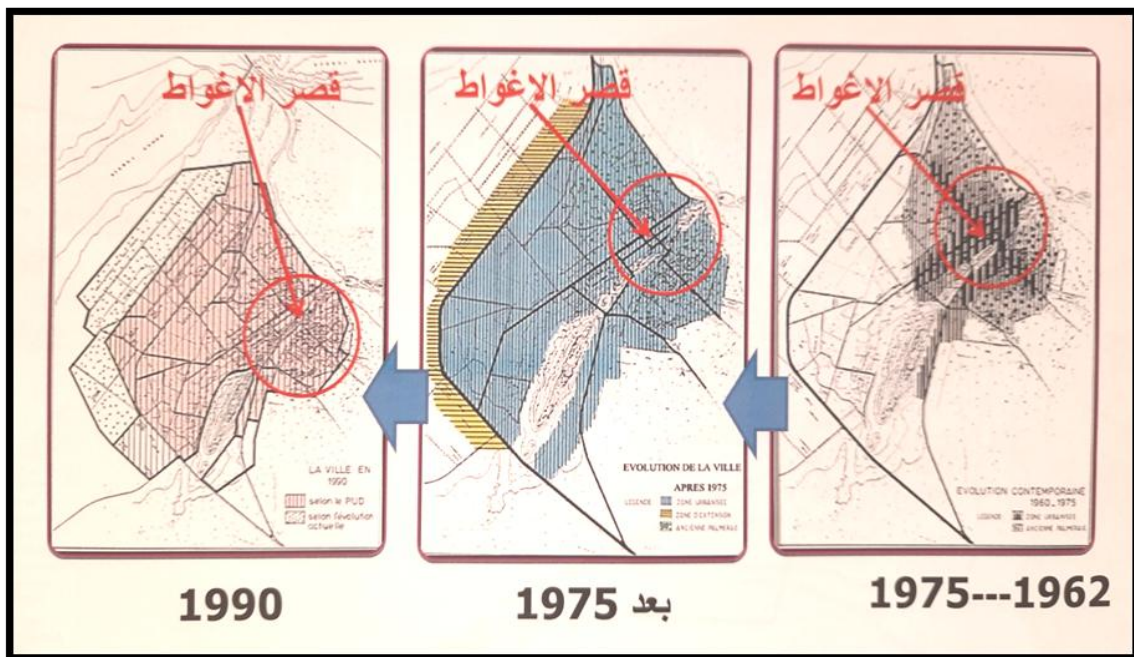 قصر الاغواط
EVOLUTION CONTEMPORAINE
1960_1975
LEGENDE : ZONE URBANISEE
ANCIENNE PALMERAIE
1975---1962
قصر الاغواط
EVOLUTION DE LA VILLE
APRES 1975
LEGENDE : ZONE URBANISEE
ZONE D'EXTENSION
ANCIENNE PALMERAIE
بعد 1975
قصر الاغواط
LA VILLE EN
1990
selon le PUD
selon l'évolution
actuelle
1990